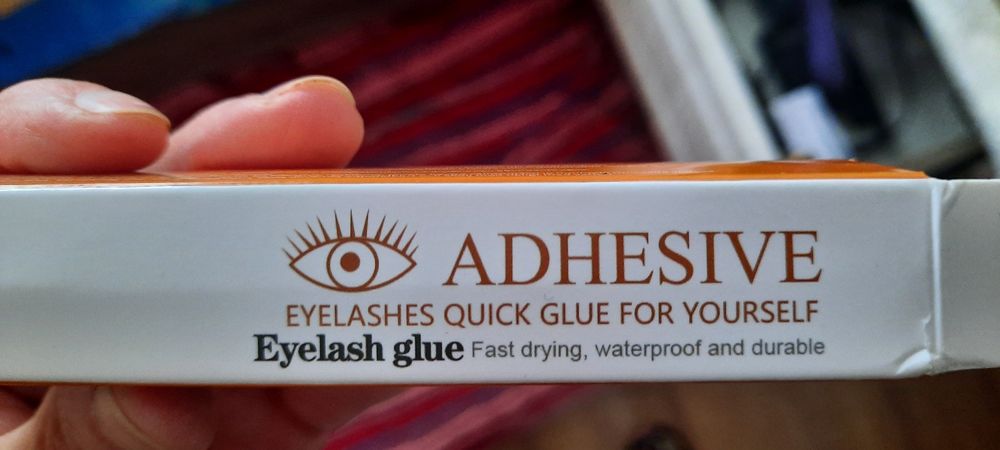 ADHESIVE
EYELASHES QUICK GLUE FOR YOURSELF
Eyelash glue Fast drying, waterproof and durable